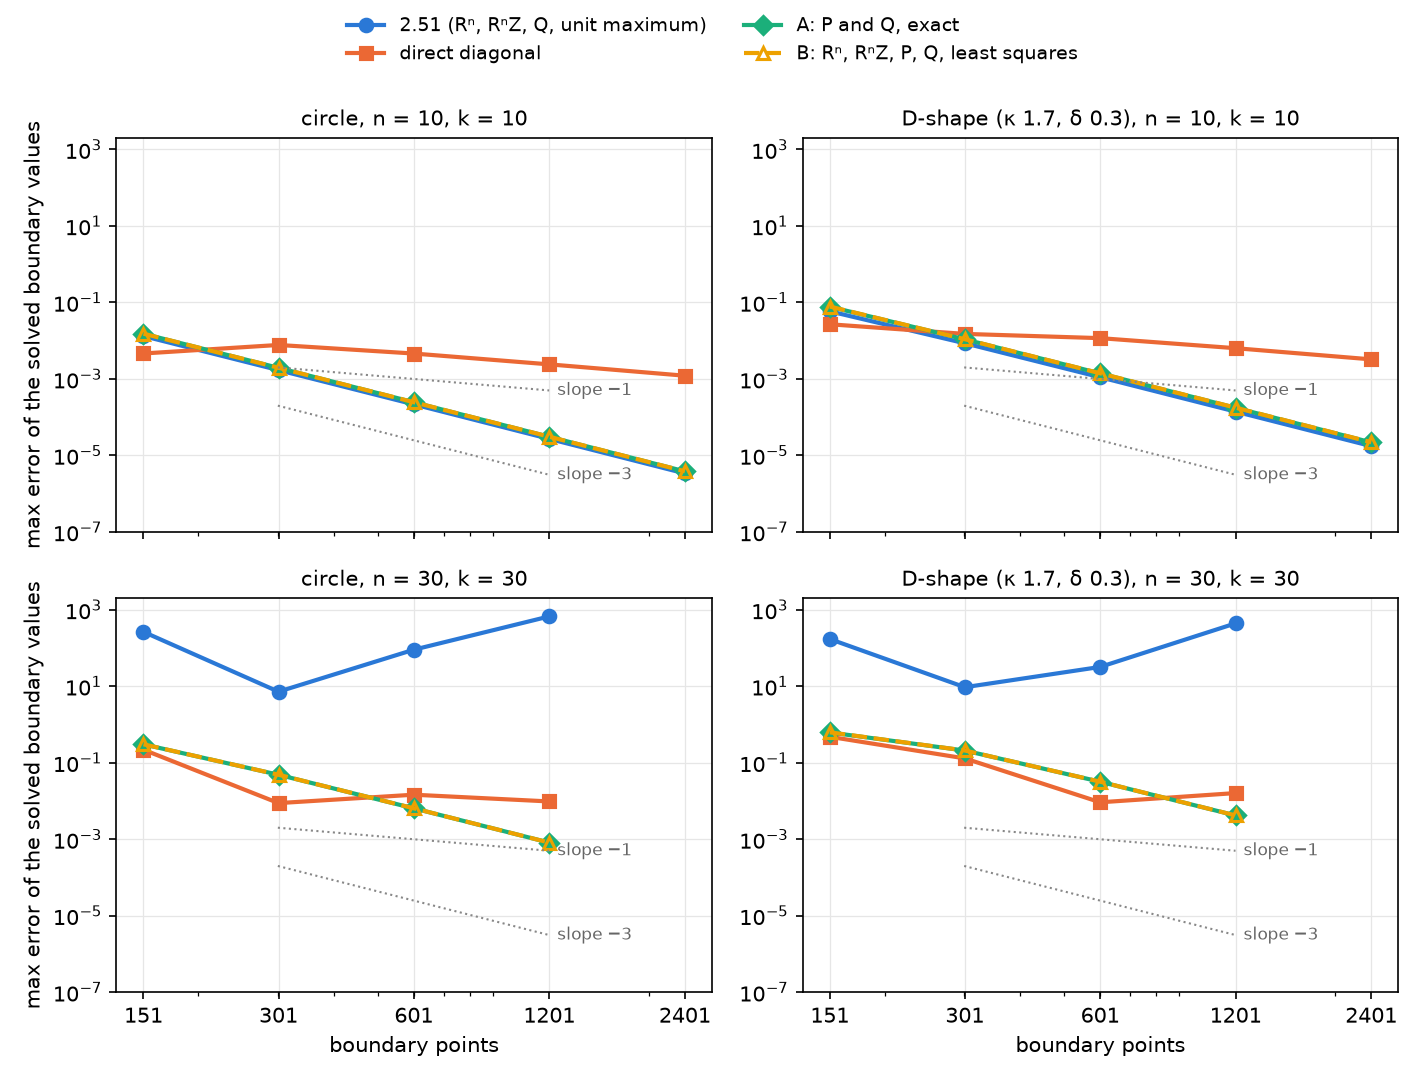 2.51 (Rⁿ, RⁿZ, Q, unit maximum)
direct diagonal
A: P and Q, exact
B: Rⁿ, RⁿZ, P, Q, least squares
circle, n = 10, k = 10
max error of the solved boundary values
10³
10¹
10⁻¹
10⁻³
10⁻⁵
10⁻⁷
slope −1
slope −3
D-shape (κ 1.7, δ 0.3), n = 10, k = 10
10³
10¹
10⁻¹
10⁻³
10⁻⁵
10⁻⁷
slope −1
slope −3
circle, n = 30, k = 30
max error of the solved boundary values
10³
10¹
10⁻¹
10⁻³
10⁻⁵
10⁻⁷
slope −1
slope −3
151 301 601 1201 2401
boundary points
D-shape (κ 1.7, δ 0.3), n = 30, k = 30
10³
10¹
10⁻¹
10⁻³
10⁻⁵
10⁻⁷
slope −1
slope −3
151 301 601 1201 2401
boundary points